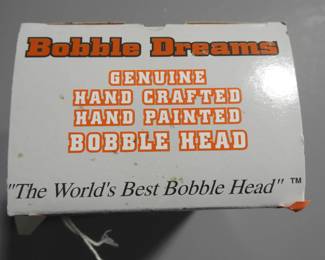 Bobble Dreams
GENUINE
HAND CRAFTED
HAND PAINTED
BOBBLE HEAD
"The World's Best Bobble Head" ™